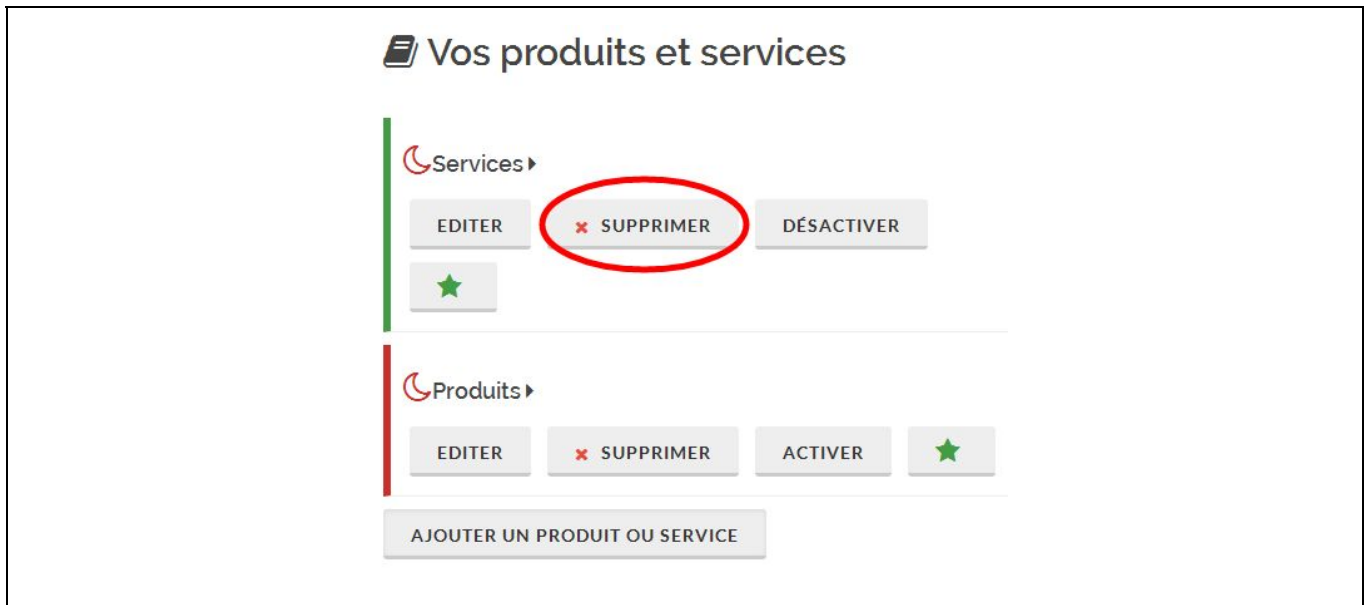 Vos produits et services
Services
EDITER SUPPRIMER DÉSACTIVER
Produits
EDITER SUPPRIMER ACTIVER
AJOUTER UN PRODUIT OU SERVICE